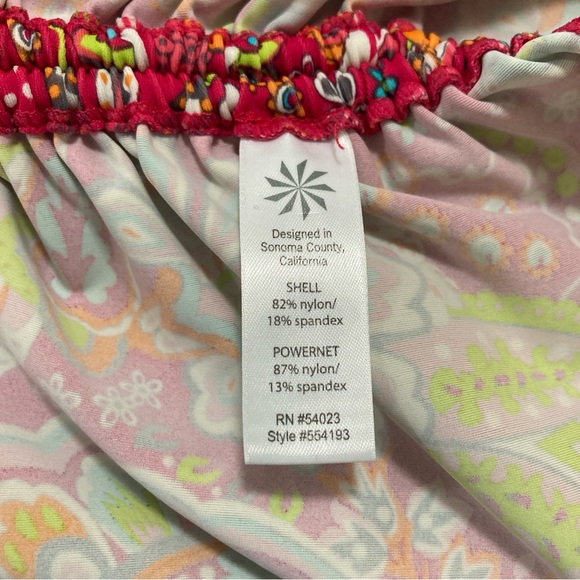 Designed in
Sonoma County,
California
SHELL
82% nylon/
18% spandex
POWERNET
87% nylon/
13% spandex
RN #54023
Style #554193